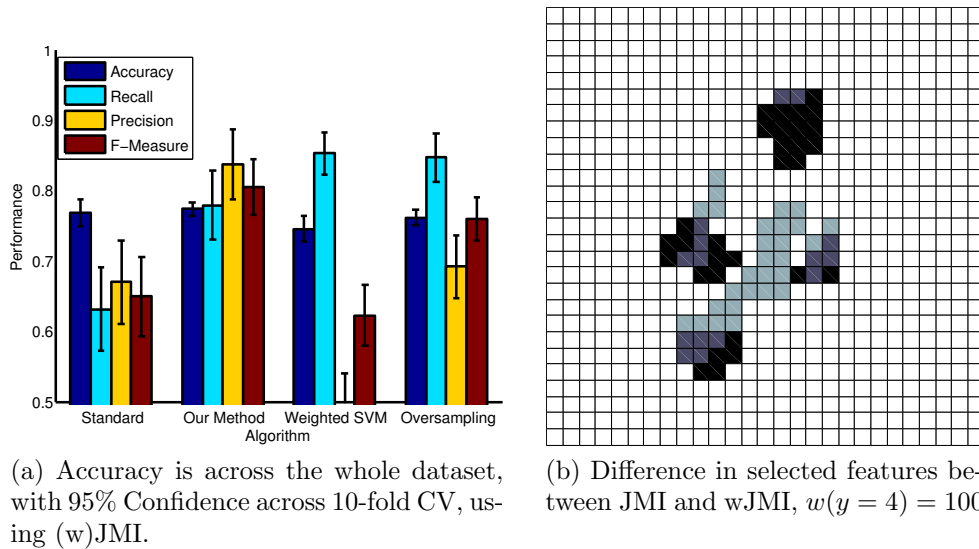 1
0.9
0.8
0.7
0.6
0.5
Performance
Accuracy
Recall
Precision
F-Measure
Standard Our Method Weighted SVM Oversampling
Algorithm
(a) Accuracy is across the whole dataset,
with 95% Confidence across 10-fold CV, us-
ing (w)JMI.
(b) Difference in selected features be-
tween JMI and wJMI, w(y = 4) = 100